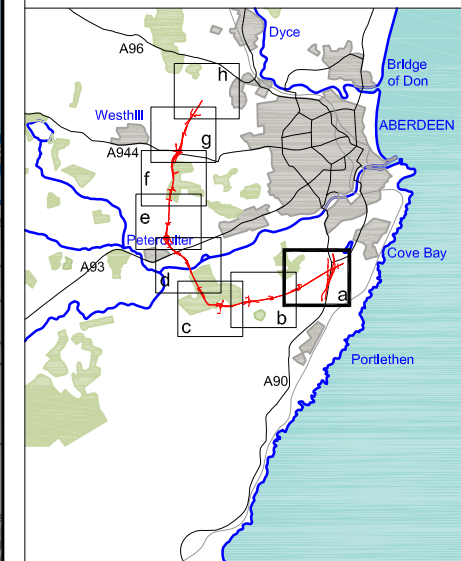 Dyce
A96
Bridge
of Don
h
Westhill
ABERDEEN
g
A944
f
e
Peterculter
Cove Bay
A93
d
a
b
c
Portlethen
A90